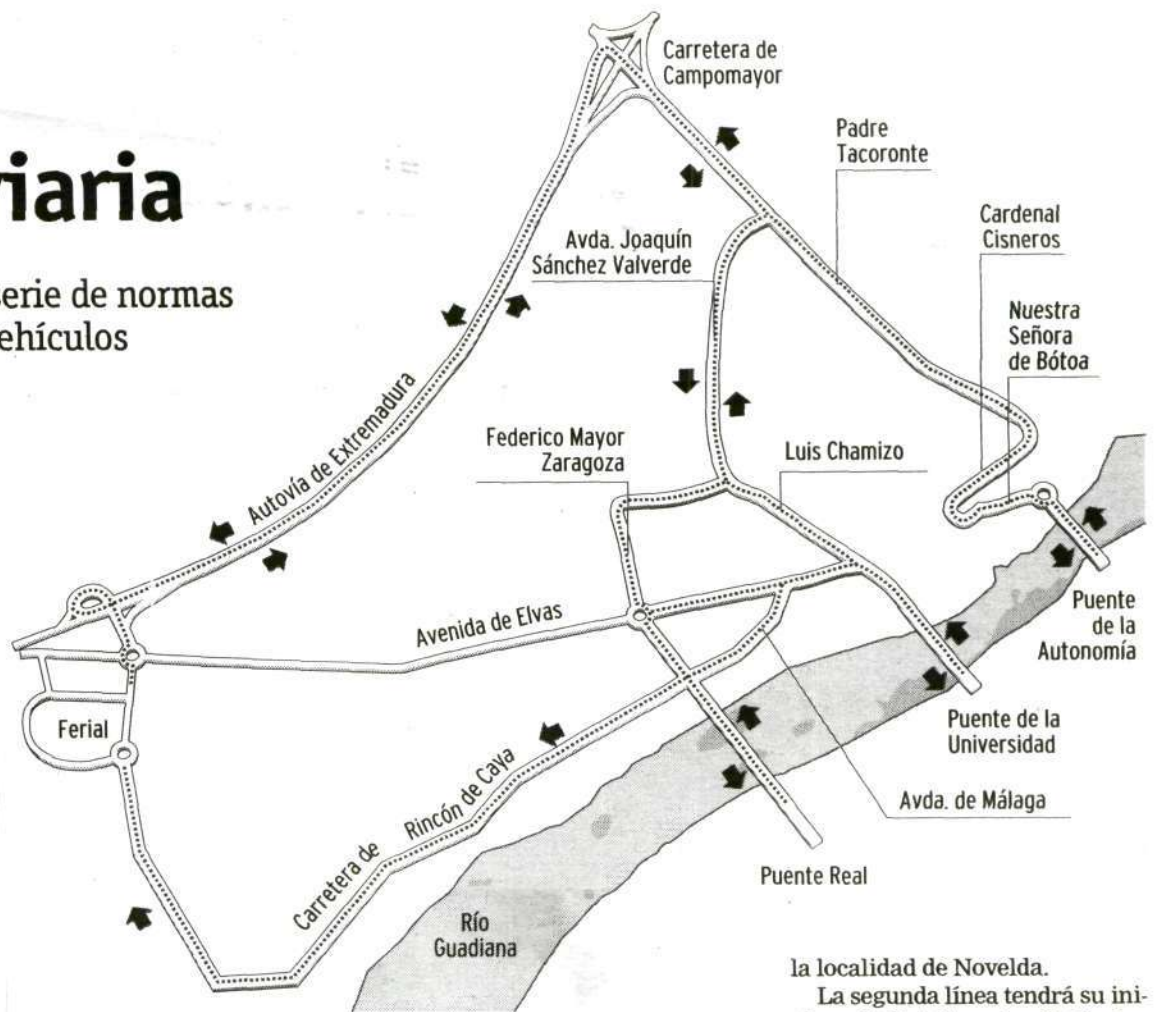 viaria
serie de normas
ehículos
Carretera de
Campomayor
Padre
Tacoronte
Cardenal
Cisneros
Avda. Joaquín
Sánchez Valverde
Nuestra
Señora
de Bótoa
Federico Mayor
Zaragoza
Luis Chamizo
Autovía de Extremadura
Avenida de Elvas
Puente
de la
Autonomía
Ferial
Puente de la
Universidad
Avda. de Málaga
Carretera de Rincón de Caya
Puente Real
Río
Guadiana
la localidad de Novelda.
La segunda línea tendrá su ini-